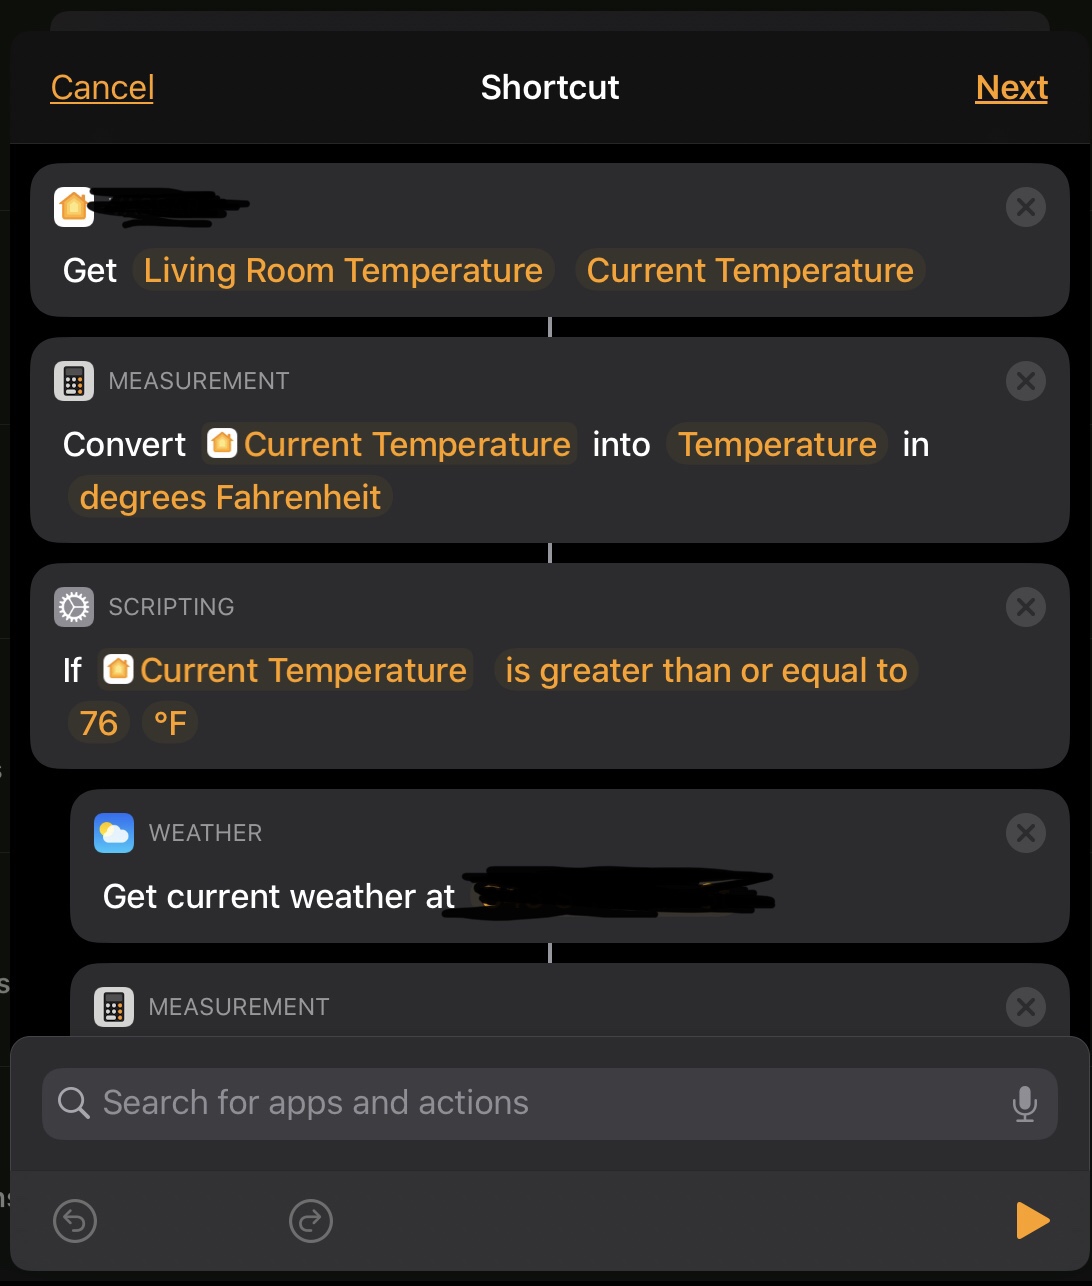 Cancel Shortcut Next
Get Living Room Temperature Current Temperature
MEASUREMENT
Convert Current Temperature into Temperature in
degrees Fahrenheit
SCRIPTING
If Current Temperature is greater than or equal to
76 °F
WEATHER
Get current weather at
MEASUREMENT
Search for apps and actions